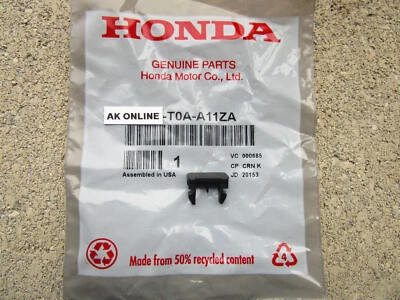 HONDA
GENUINE PARTS
Honda Motor Co., Ltd.
AK ONLINE
-T0A-A11ZA
1
VC 000885
CP CRN K
JD 20153
Assembled in USA
Made from 50% recycled content
4